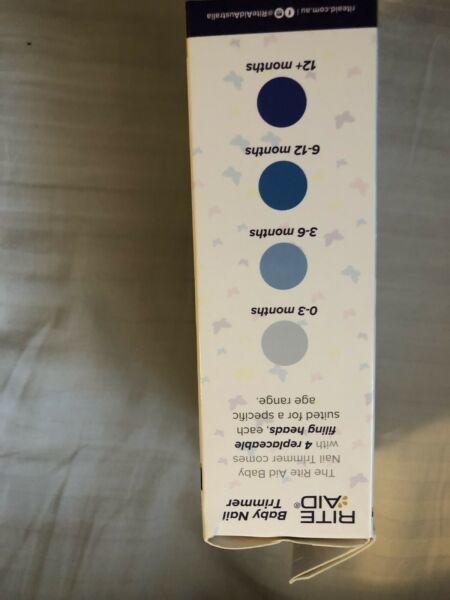 RITE
AID®
Baby Nail
Trimmer
The Rite Aid Baby
Nail Trimmer comes
with 4 replaceable
filing heads, each
suited for a specific
age range.
0-3 months
3-6 months
6-12 months
12+ months
riteaid.com.au | @RiteAidAustralia